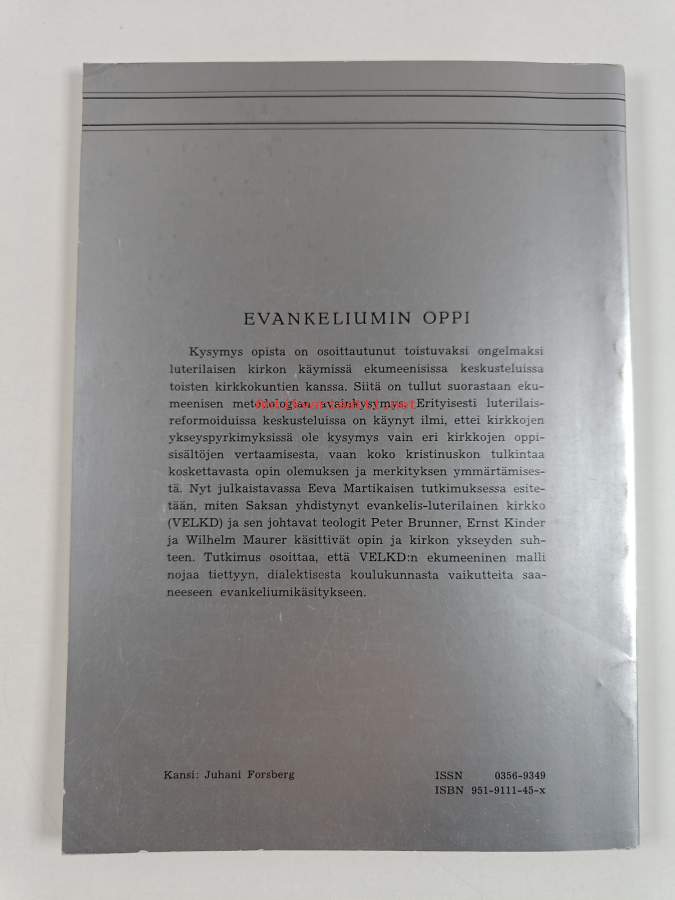 EVANKELIUMIN OPPI
Kysymys opista on osoittautunut toistuvaksi ongelmaksi
luterilaisen kirkon käymissä ekumeenisissa keskusteluissa
toisten kirkkokuntien kanssa. Siitä on tullut suorastaan eku-
meenisen metodologian avainkysymys. Erityisesti luterilais-
reformoiduissa keskusteluissa on käynyt ilmi, ettei kirkkojen
ykseyspyrkimyksissä ole kysymys vain eri kirkkojen oppi-
sisältöjen vertaamisesta, vaan koko kristinuskon tulkintaa
koskettavasta opin olemuksen ja merkityksen ymmärtämises-
tä. Nyt julkaistavassa Eeva Martikaisen tutkimuksessa esite-
tään, miten Saksan yhdistynyt evankelis-luterilainen kirkko
(VELKD) ja sen johtavat teologit Peter Brunner, Ernst Kinder
ja Wilhelm Maurer käsittivät opin ja kirkon ykseyden suh-
teen. Tutkimus osoittaa, että VELKD:n ekumeeninen malli
nojaa tiettyyn, dialektisesta koulukunnasta vaikutteita saa-
neeseen evankeliumikäsitykseen.
Kansi: Juhani Forsberg
ISSN 0356-9349
ISBN 951-9111-45-x